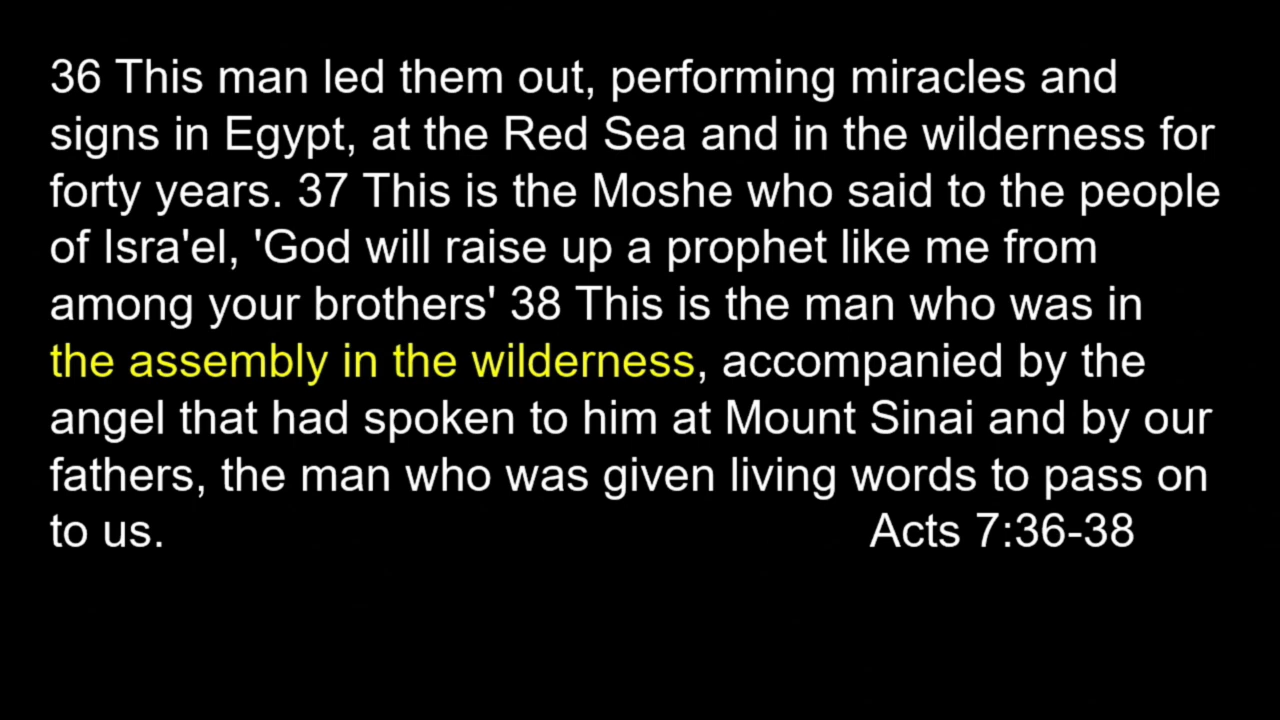 36 This man led them out, performing miracles and
signs in Egypt, at the Red Sea and in the wilderness for
forty years. 37 This is the Moshe who said to the people
of Isra'el, 'God will raise up a prophet like me from
among your brothers' 38 This is the man who was in
the assembly in the wilderness, accompanied by the
angel that had spoken to him at Mount Sinai and by our
fathers, the man who was given living words to pass on
to us. Acts 7:36-38